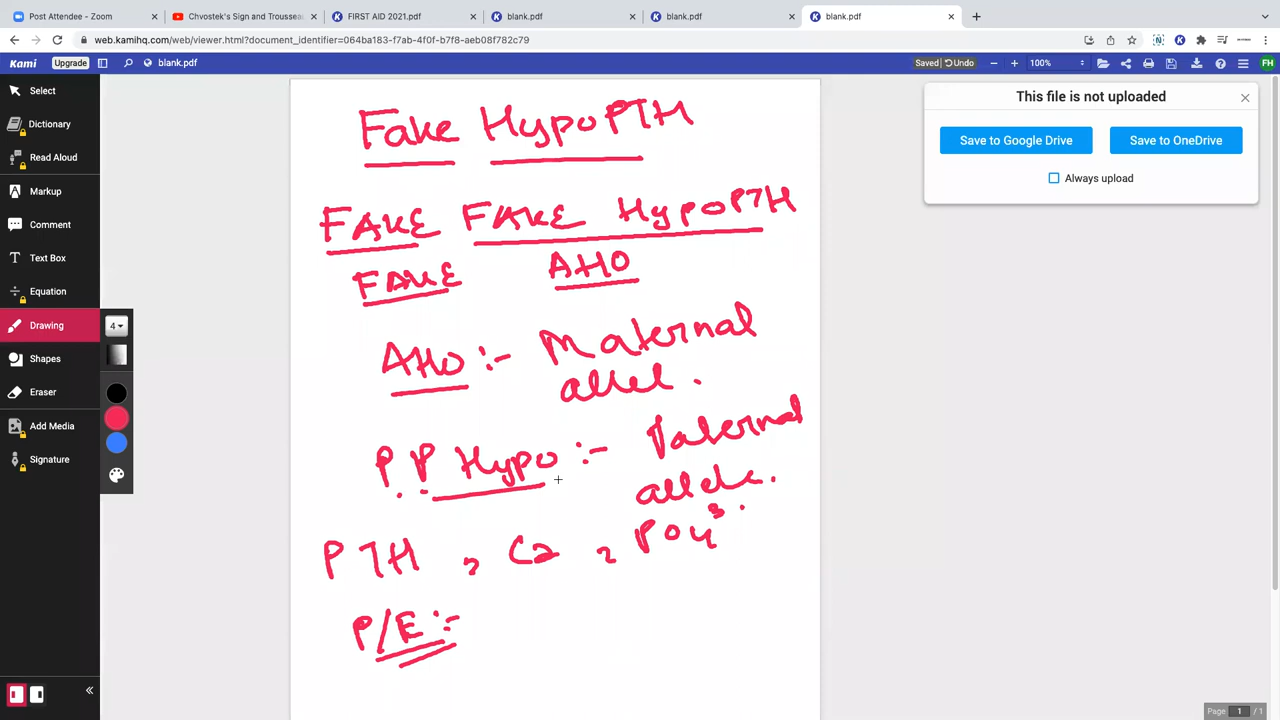 Post Attendee - Zoom
Chvostek's Sign and Troussea
FIRST AID 2021.pdf
blank.pdf
blank.pdf
blank.pdf
web.kamihq.com/web/viewer.html?document_identifier=064ba183-f7ab-4f0f-b7f8-aeb08f782c79
Kami Upgrade blank.pdf Saved Undo 100% FH
Select
Dictionary
Read Aloud
Markup
Comment
Text Box
Equation
Drawing
Shapes
Eraser
Add Media
Signature
4
Fake HypoPTH
FAKE FAKE HypoPTH
FAKE AHO
AHO :- Maternal
allel.
P P Hypo :- Paternal
allele.
PTH , Ca , PO4 3-
P/E :-
This file is not uploaded
Save to Google Drive Save to OneDrive
Always upload
Page 1 / 1